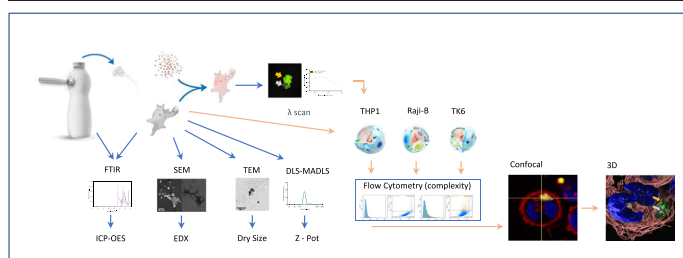 λ scan
THP1
Raji-B
TK6
FTIR
SEM
TEM
DLS-MADLS
Flow Cytometry (complexity)
Confocal
3D
ICP-OES
EDX
Dry Size
Z - Pot